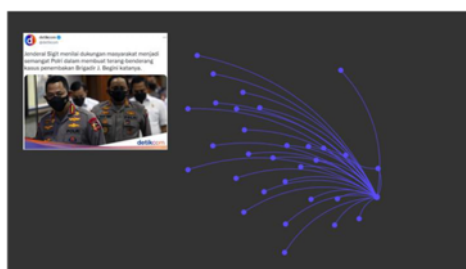 detikcom
@detikcom
Jenderal Sigit menilai dukungan masyarakat menjadi
semangat Polri dalam membuat terang-benderang
kasus penembakan Brigadir J. Begini katanya.
detikcom